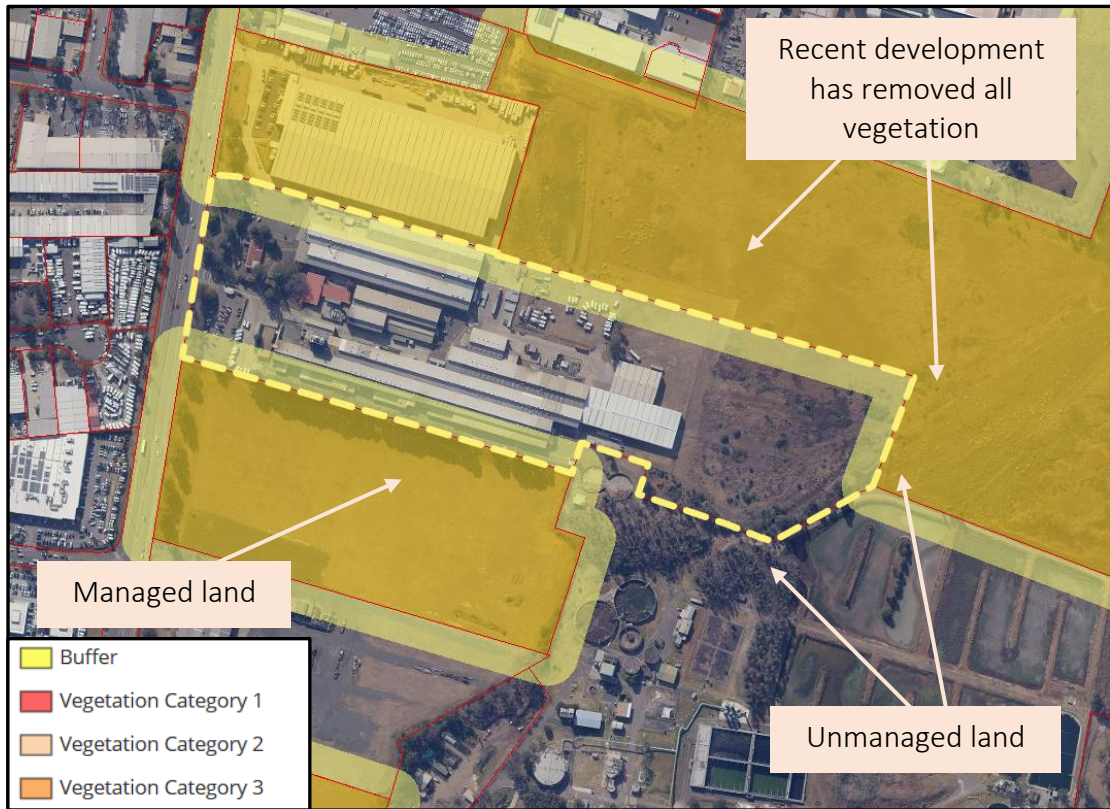 Recent development
has removed all
vegetation
Managed land
Unmanaged land
Buffer
Vegetation Category 1
Vegetation Category 2
Vegetation Category 3